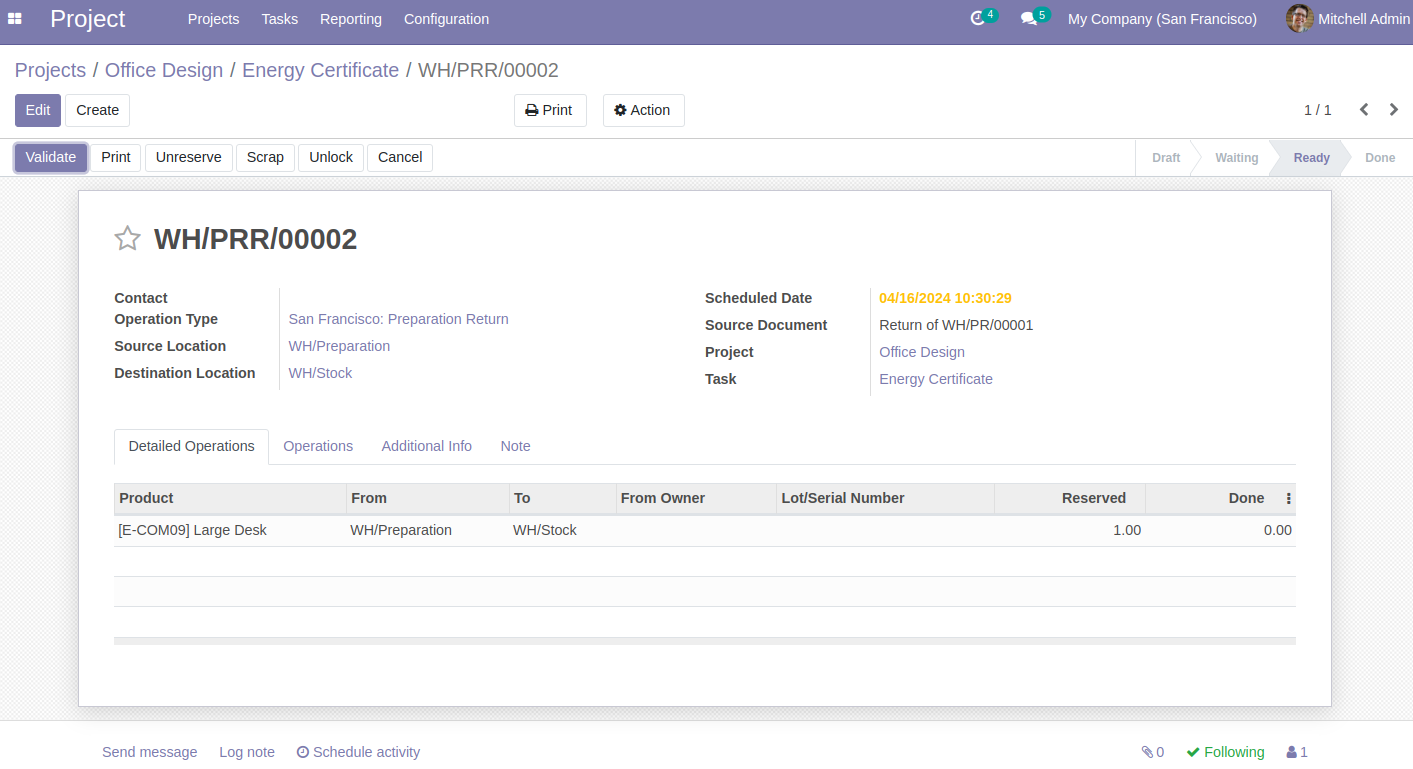 Project Projects Tasks Reporting Configuration 4 5 My Company (San Francisco) Mitchell Admin
Projects / Office Design / Energy Certificate / WH/PRR/00002
Edit Create Print Action 1 / 1
Validate Print Unreserve Scrap Unlock Cancel Draft Waiting Ready Done
WH/PRR/00002
Contact
Operation Type San Francisco: Preparation Return
Source Location WH/Preparation
Destination Location WH/Stock
Scheduled Date 04/16/2024 10:30:29
Source Document Return of WH/PR/00001
Project Office Design
Task Energy Certificate
Detailed Operations Operations Additional Info Note
Product From To From Owner Lot/Serial Number Reserved Done
[E-COM09] Large Desk WH/Preparation WH/Stock 1.00 0.00
Send message Log note Schedule activity 0 Following 1